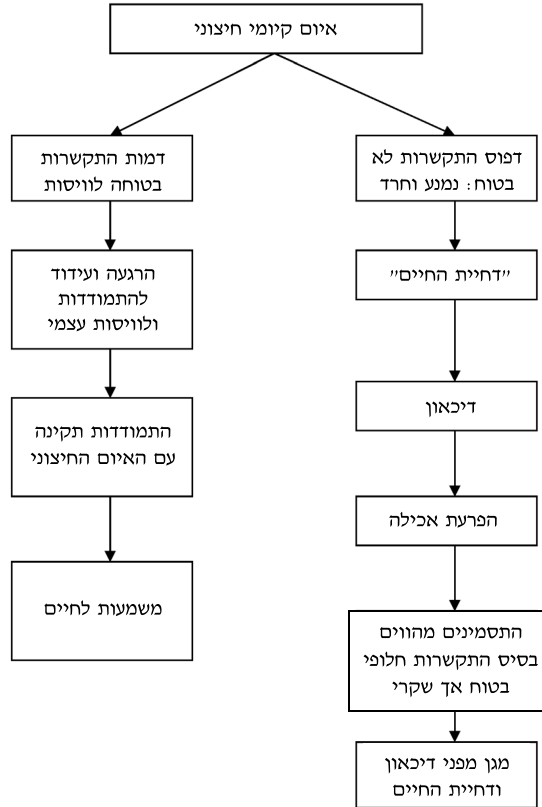 איום קיומי חיצוני
דפוס התקשרות לא
בטוח: נמנע וחרד
"דחיית החיים"
דיכאון
הפרעת אכילה
התסמינים מהווים
בסיס התקשרות חלופי
בטוח אך שקרי
מגן מפני דיכאון
ודחיית החיים
דמות התקשרות
בטוחה לוויסות
הרגעה ועידוד
להתמודדות
ולוויסות עצמי
התמודדות תקינה
עם האיום החיצוני
משמעות לחיים